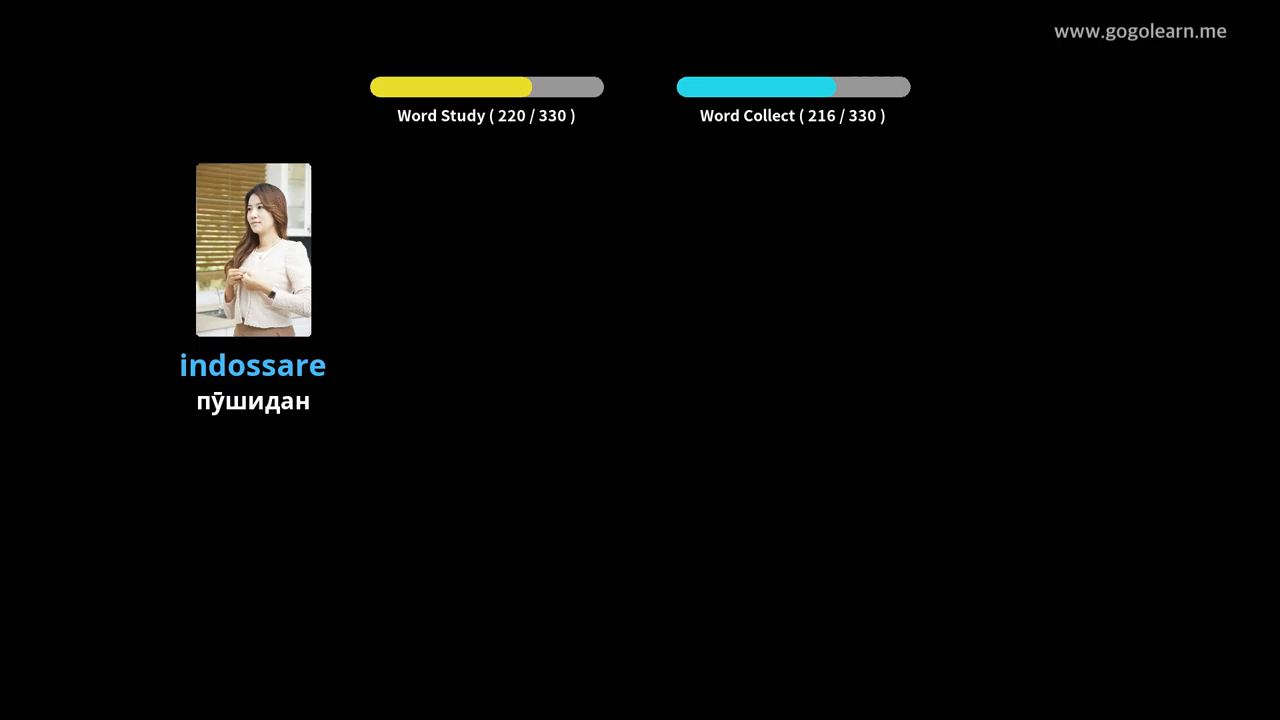 www.gogolearn.me
Word Study ( 220 / 330 )
Word Collect ( 216 / 330 )
indossare
пӯшидан